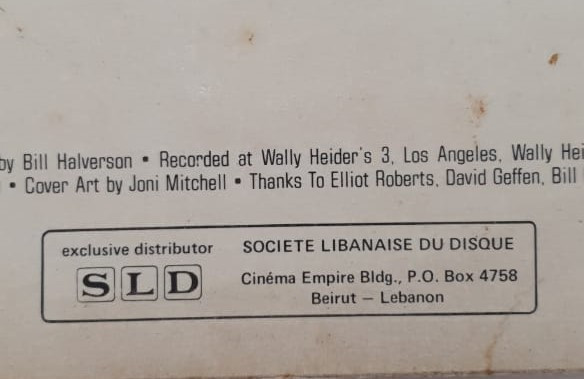 by Bill Halverson • Recorded at Wally Heider's 3, Los Angeles, Wally
• Cover Art by Joni Mitchell • Thanks To Elliot Roberts, David Geffen, Bill
exclusive distributor
SLD
SOCIETE LIBANAISE DU DISQUE
Cinéma Empire Bldg., P.O. Box 4758
Beirut – Lebanon